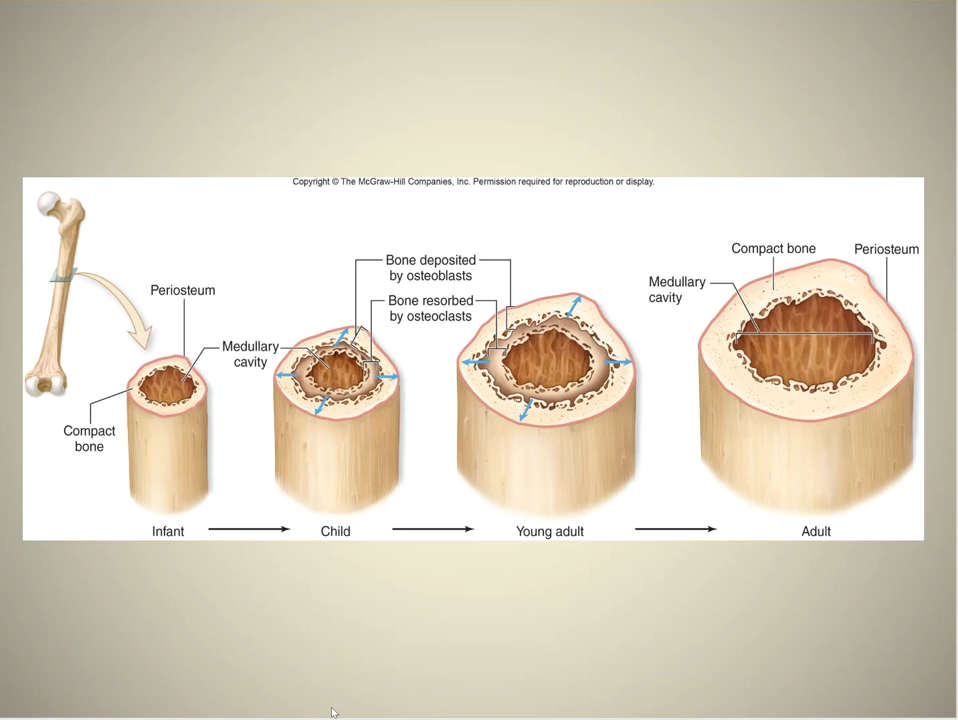 Copyright © The McGraw-Hill Companies, Inc. Permission required for reproduction or display.
Periosteum
Medullary
cavity
Compact
bone
Bone deposited
by osteoblasts
Bone resorbed
by osteoclasts
Medullary
cavity
Compact bone
Periosteum
Infant
Child
Young adult
Adult